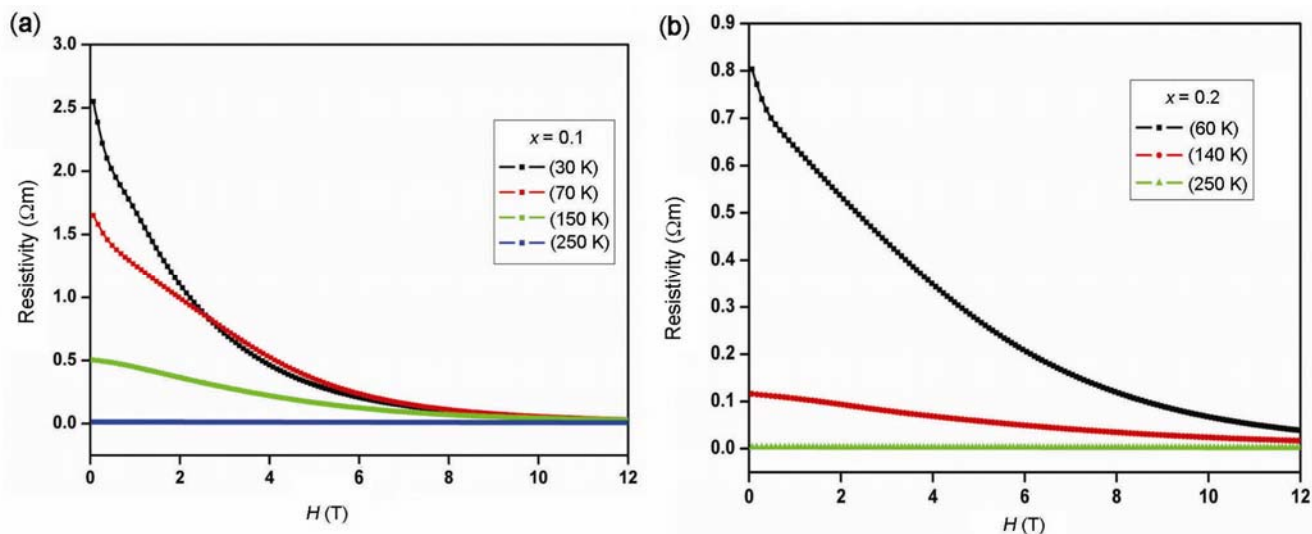 (a)
3.0
2.5
2.0
1.5
1.0
0.5
0.0
Resistivity (Ωm)
0 2 4 6 8 10 12
H (T)
x = 0.1
(30 K)
(70 K)
(150 K)
(250 K)
(b)
0.9
0.8
0.7
0.6
0.5
0.4
0.3
0.2
0.1
0.0
Resistivity (Ωm)
0 2 4 6 8 10 12
H (T)
x = 0.2
(60 K)
(140 K)
(250 K)